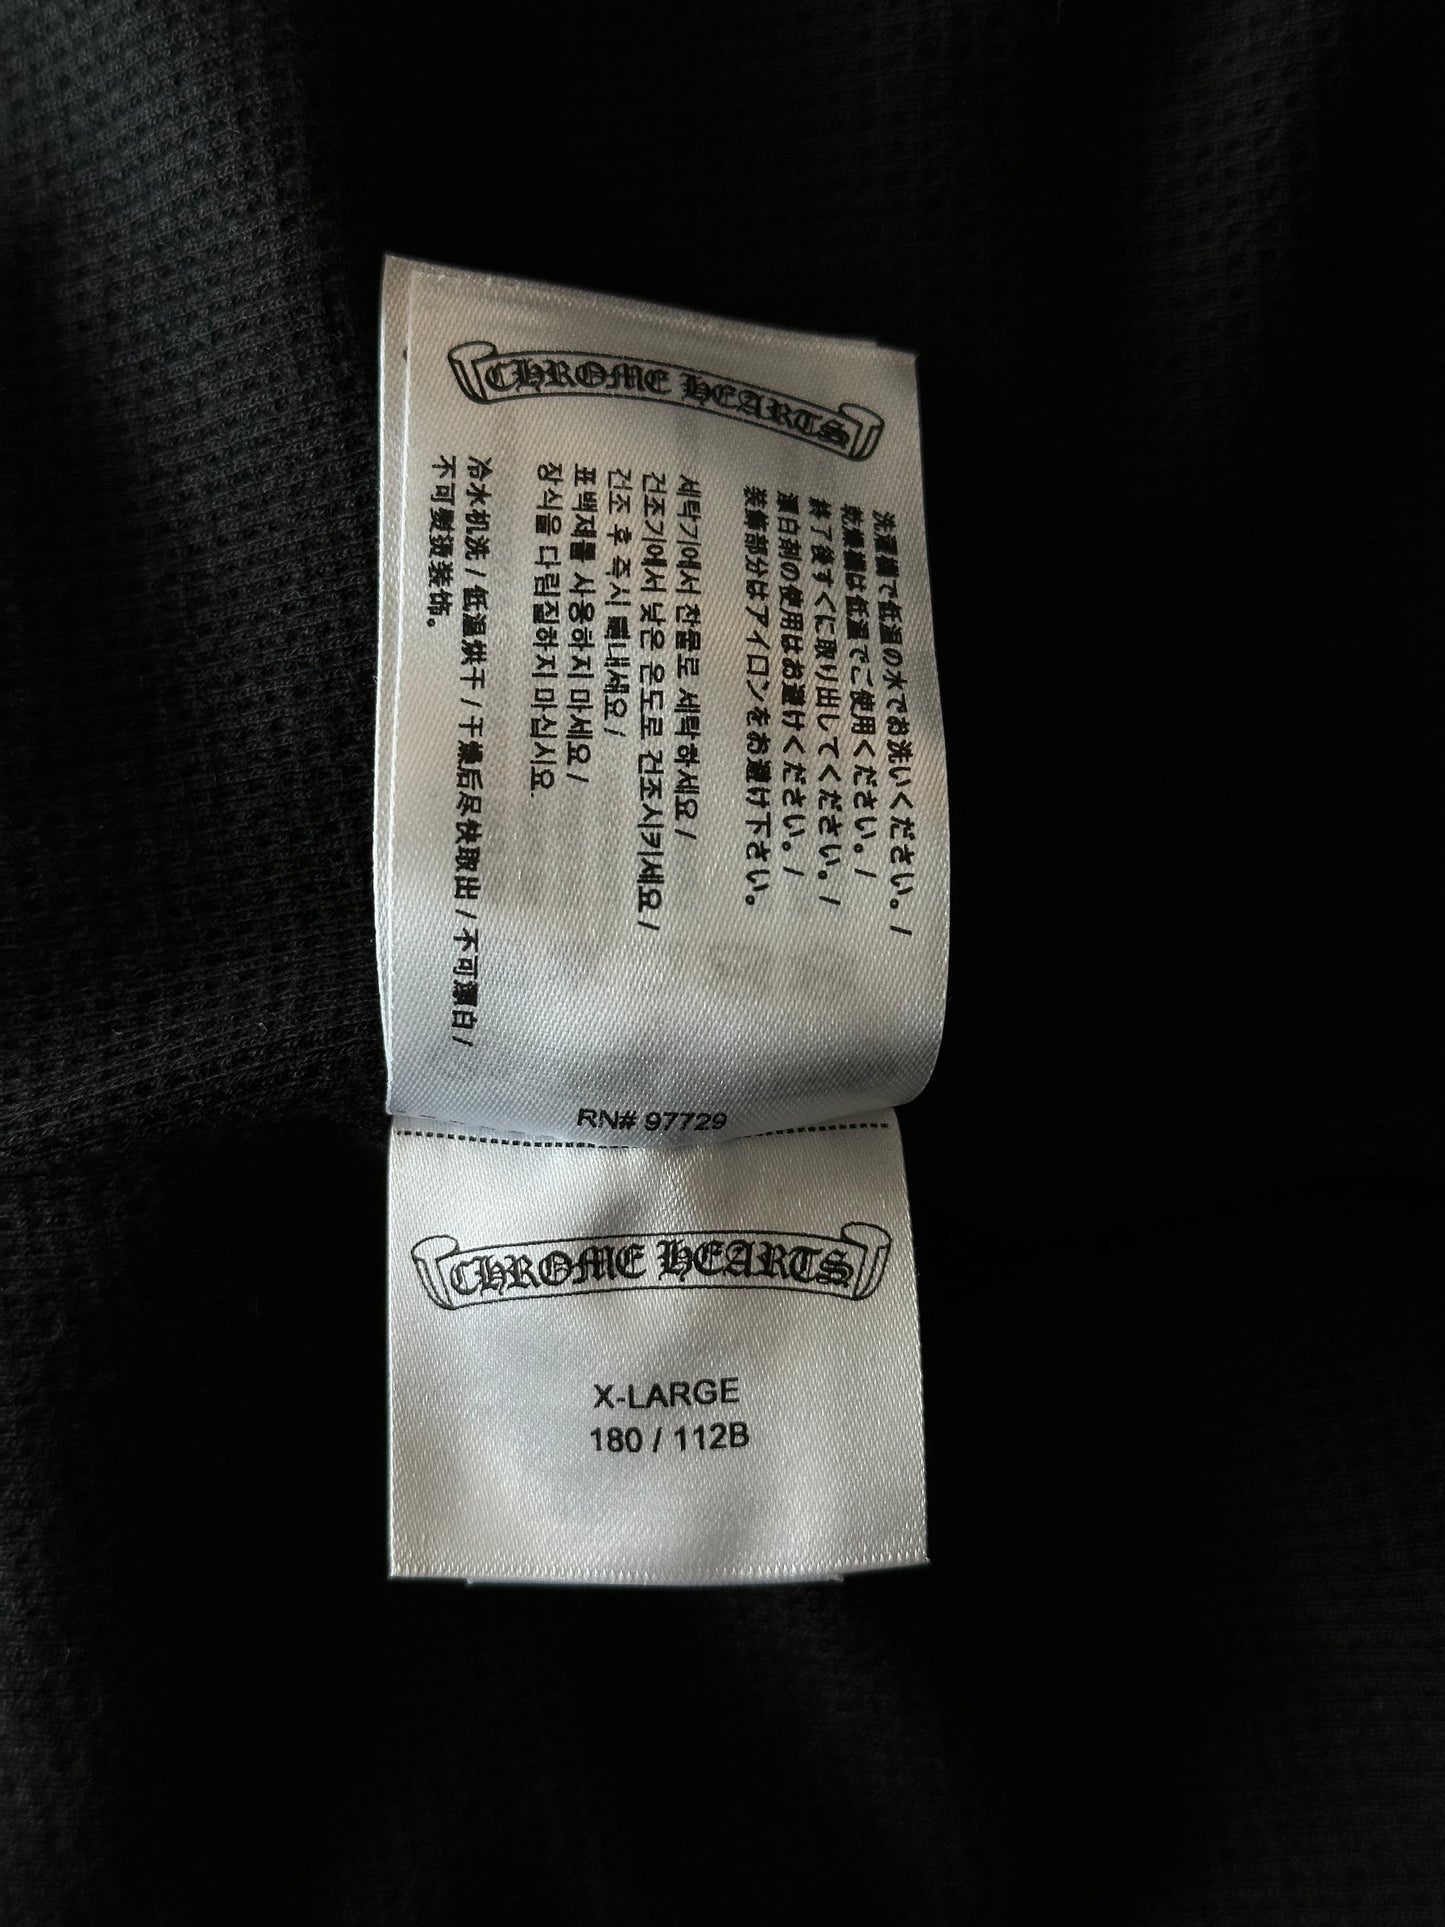 CHROME HEARTS
洗濯機で低温の水でお洗いください。/
乾燥機は低温でご使用ください。/
終了後すぐに取り出してください。/
漂白剤の使用はお避けください。/
装飾部分はアイロンをお避け下さい。
세탁기에서 찬물로 세탁하세요 /
건조기에서 낮은 온도로 건조시키세요 /
건조 후 즉시 빼내세요 /
표백제를 사용하지 마세요 /
장식을 다림질하지 마십시요.
冷水机洗 / 低温烘干 / 干燥后尽快取出 / 不可漂白 /
不可熨烫装饰。
RN# 97729
CHROME HEARTS
X-LARGE
180 / 112B